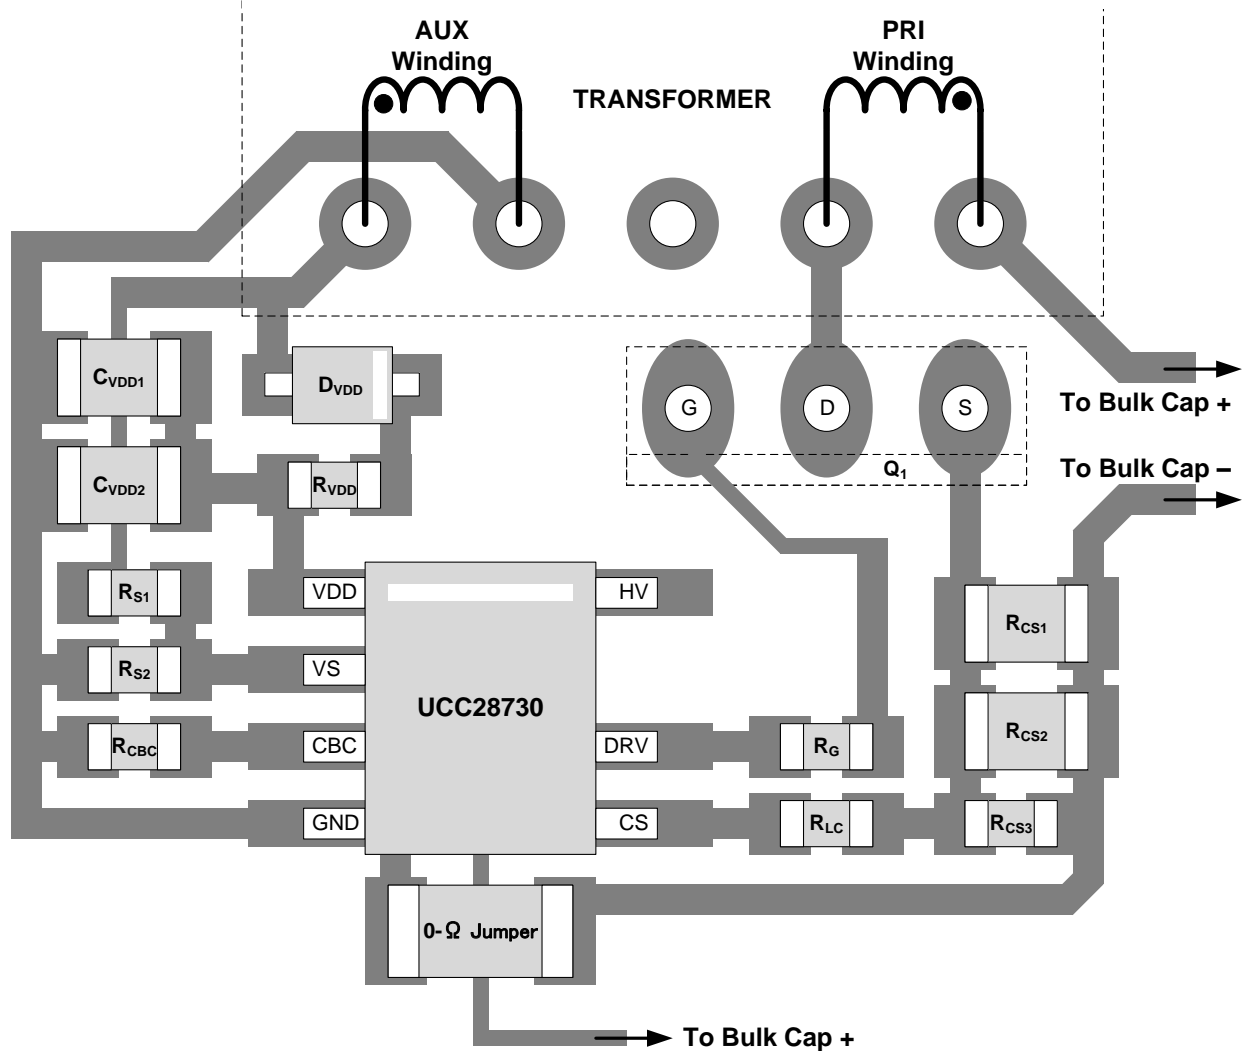 AUX
Winding
PRI
Winding
TRANSFORMER
CVDD1
DVDD
G
D
S
To Bulk Cap +
CVDD2
RVDD
Q1
To Bulk Cap –
RS1
VDD
HV
RCS1
RS2
VS
UCC28730
RCS2
RCBC
CBC
DRV
RG
GND
CS
RLC
RCS3
0-Ω Jumper
To Bulk Cap +